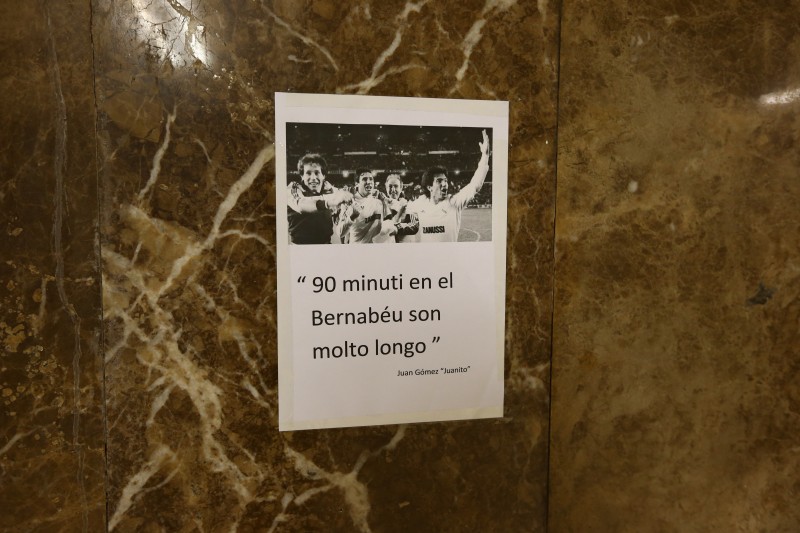 ZANUSSI
“ 90 minuti en el
Bernabéu son
molto longo ”
Juan Gómez “Juanito”